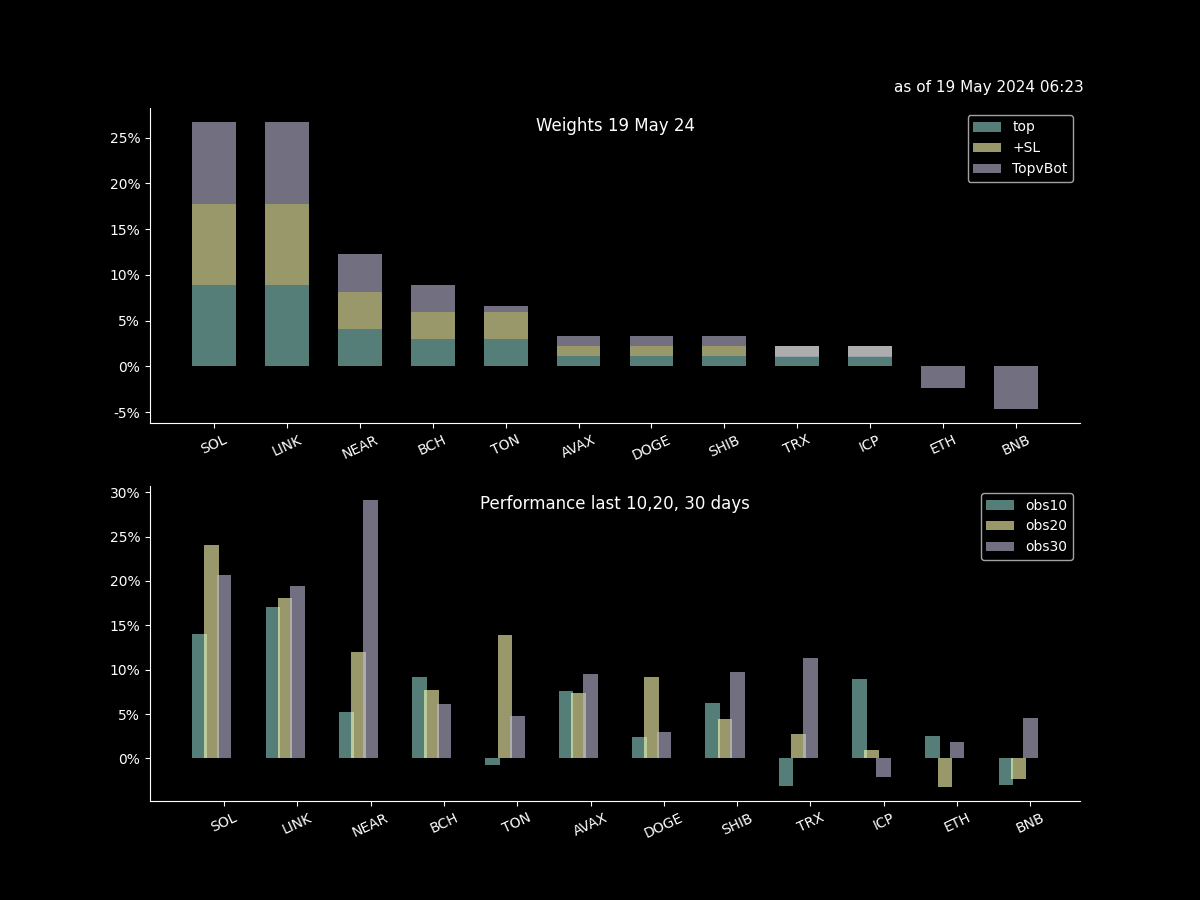 as of 19 May 2024 06:23
Weights 19 May 24
top
+SL
TopvBot
25%
20%
15%
10%
5%
0%
-5%
SOL LINK NEAR BCH TON AVAX DOGE SHIB TRX ICP ETH BNB
Performance last 10,20, 30 days
obs10
obs20
obs30
30%
25%
20%
15%
10%
5%
0%
SOL LINK NEAR BCH TON AVAX DOGE SHIB TRX ICP ETH BNB